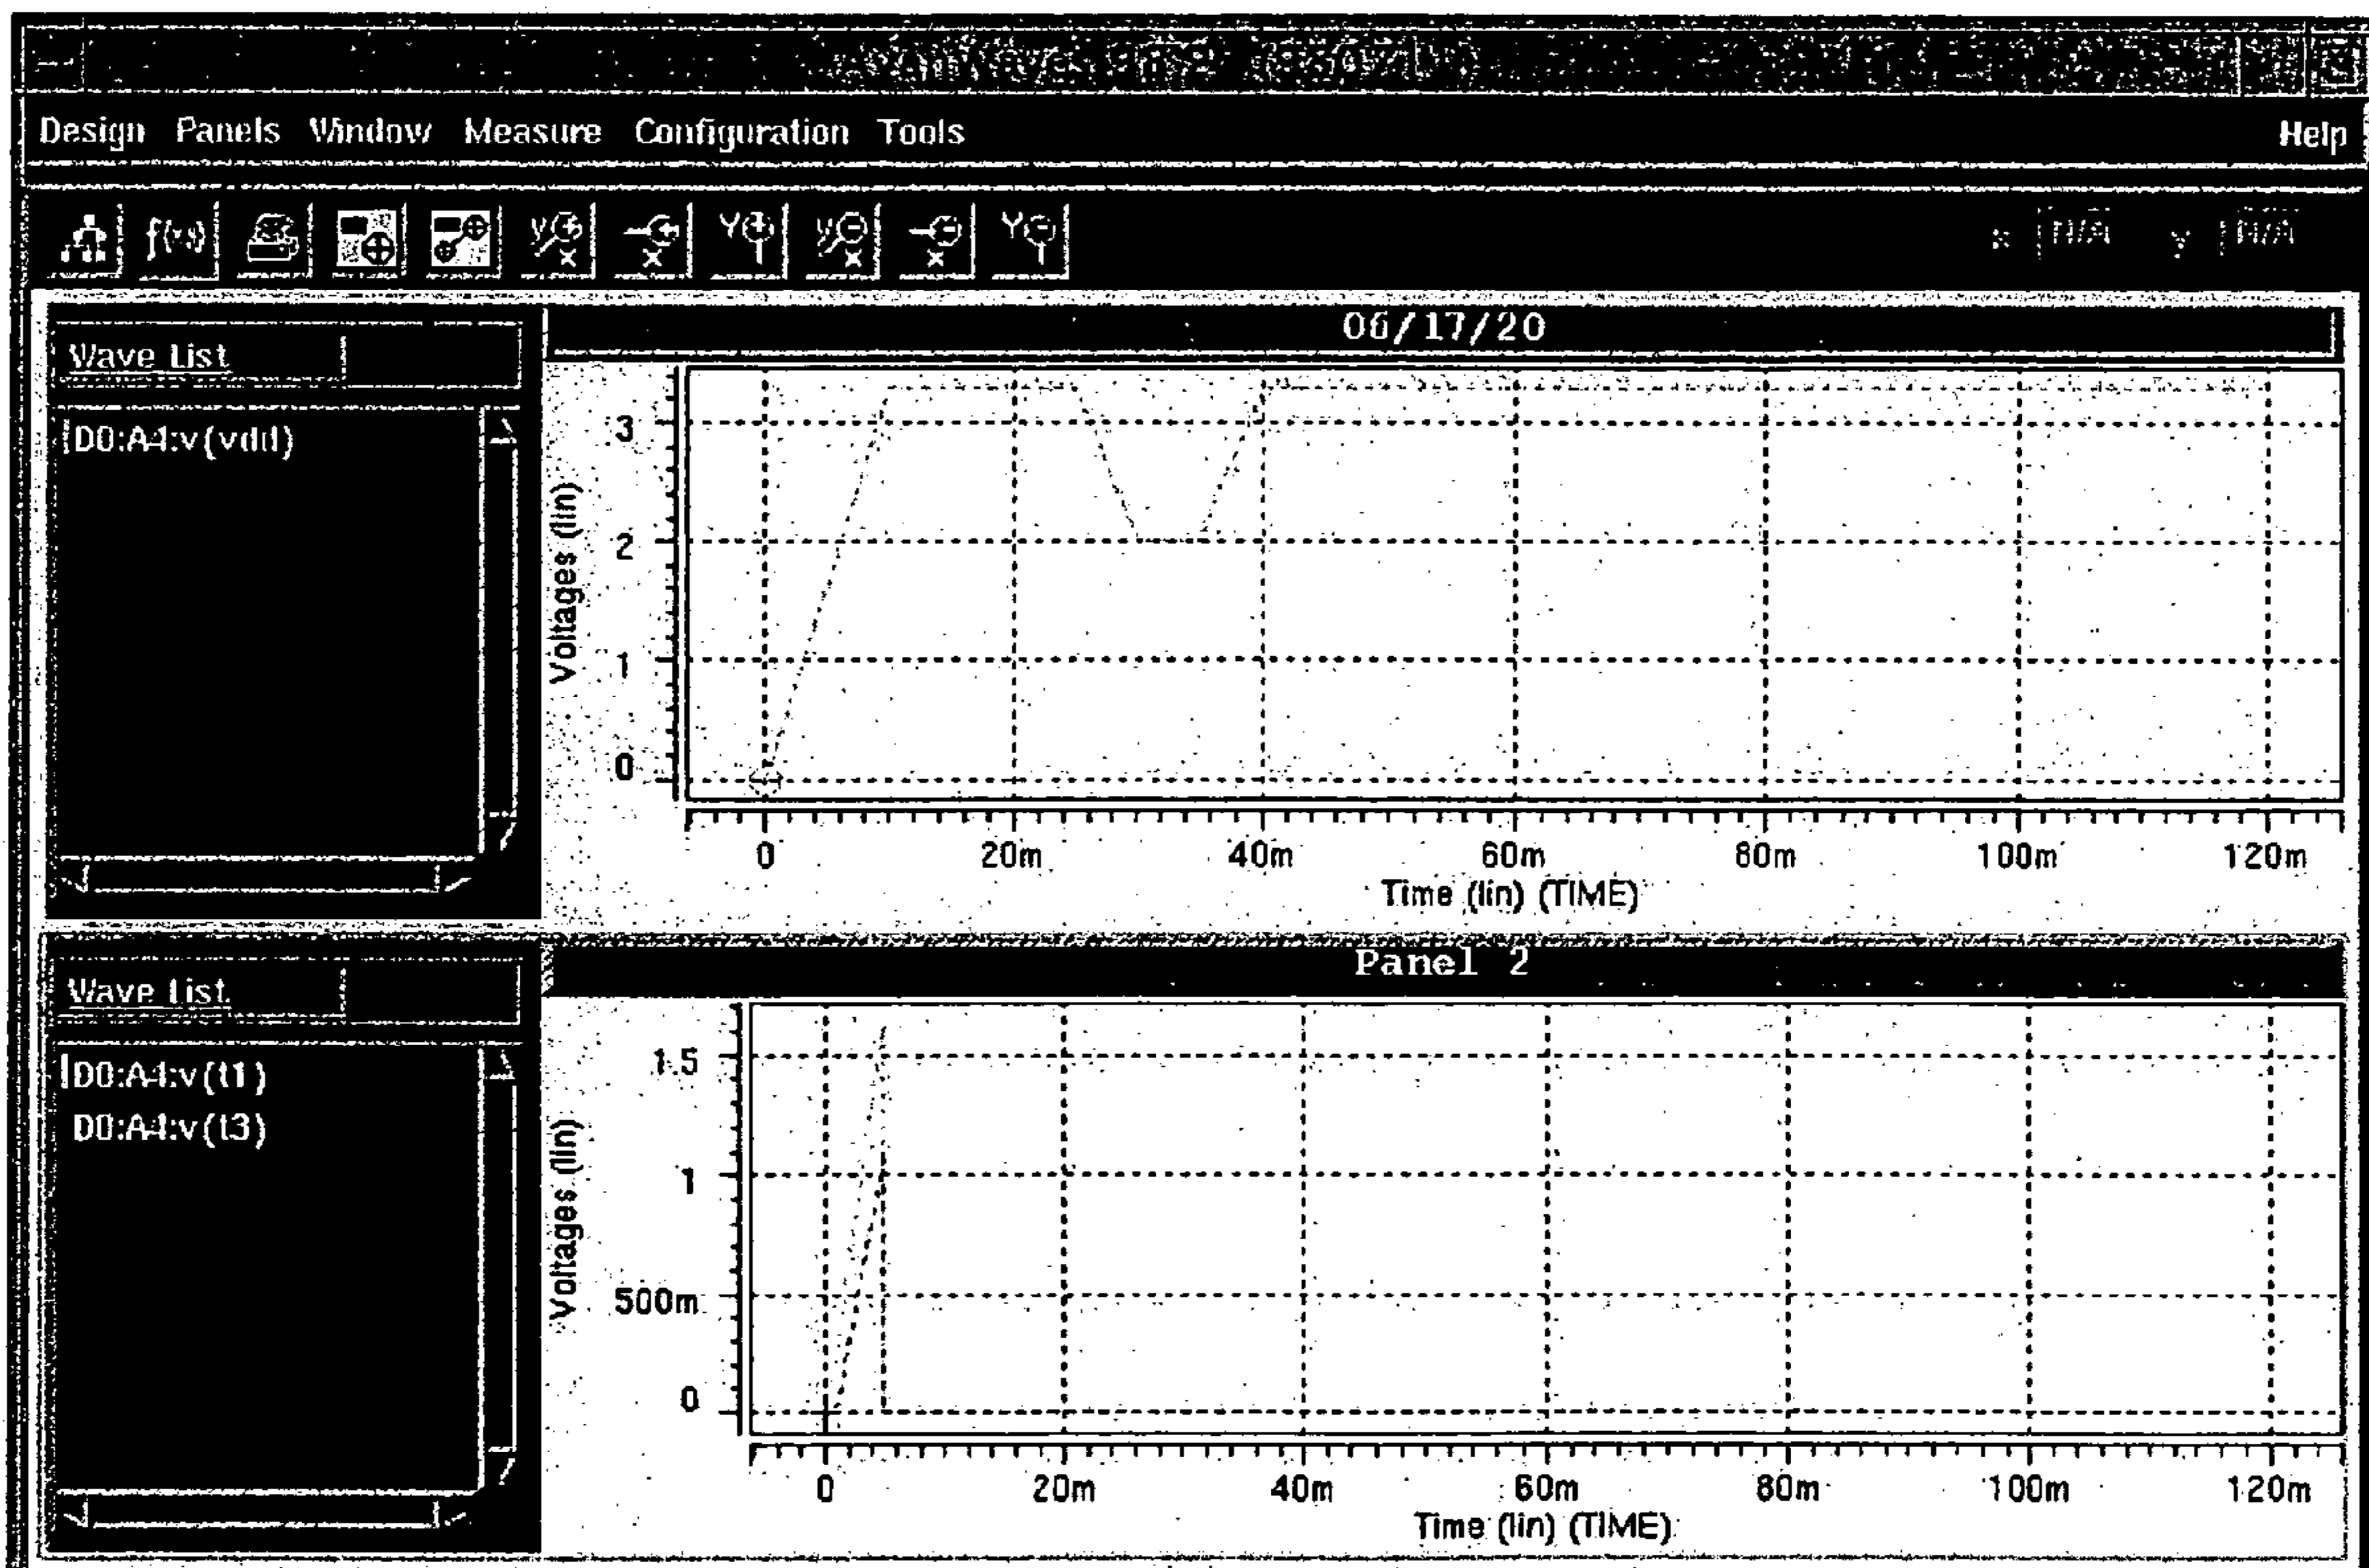 Design Panels Window Measure Configuration Tools Help
f(x) y x x Y y x x Y x N/A y N/A
Wave List
D0:A4:v(vdd)
06/17/20
Voltages (lin)
3
2
1
0
0 20m 40m 60m 80m 100m 120m
Time (lin) (TIME)
Wave List
D0:A4:v(t1)
D0:A4:v(t3)
Panel 2
Voltages (lin)
1.5
1
500m
0
0 20m 40m 60m 80m 100m 120m
Time (lin) (TIME)